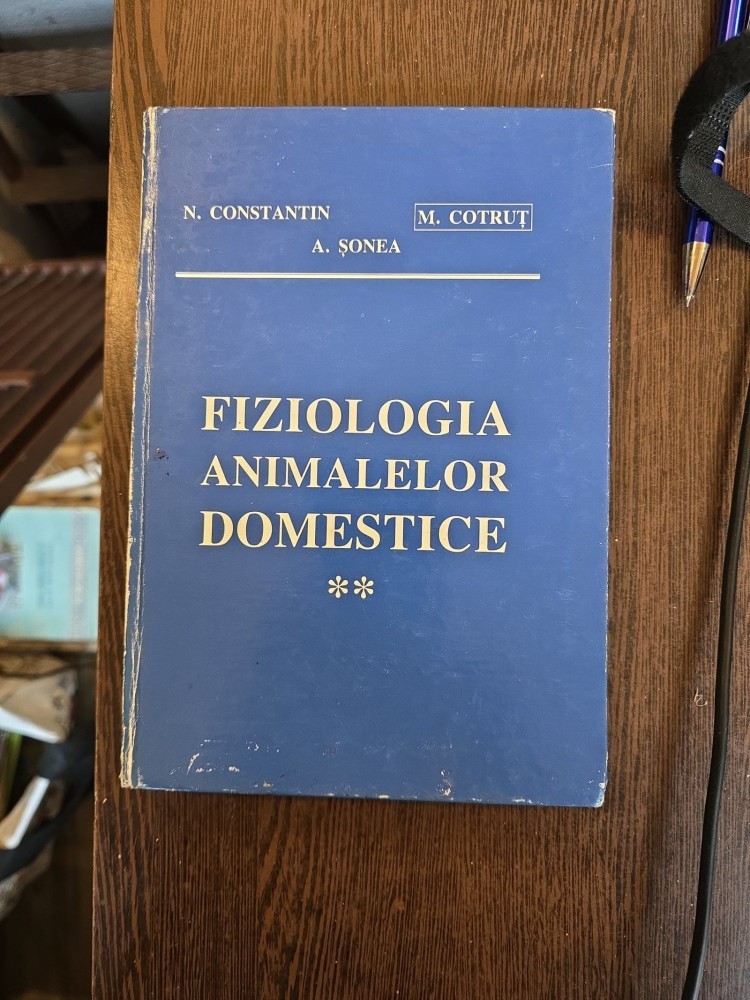 N. CONSTANTIN M. COTRUȚ
A. ȘONEA
FIZIOLOGIA
ANIMALELOR
DOMESTICE
**